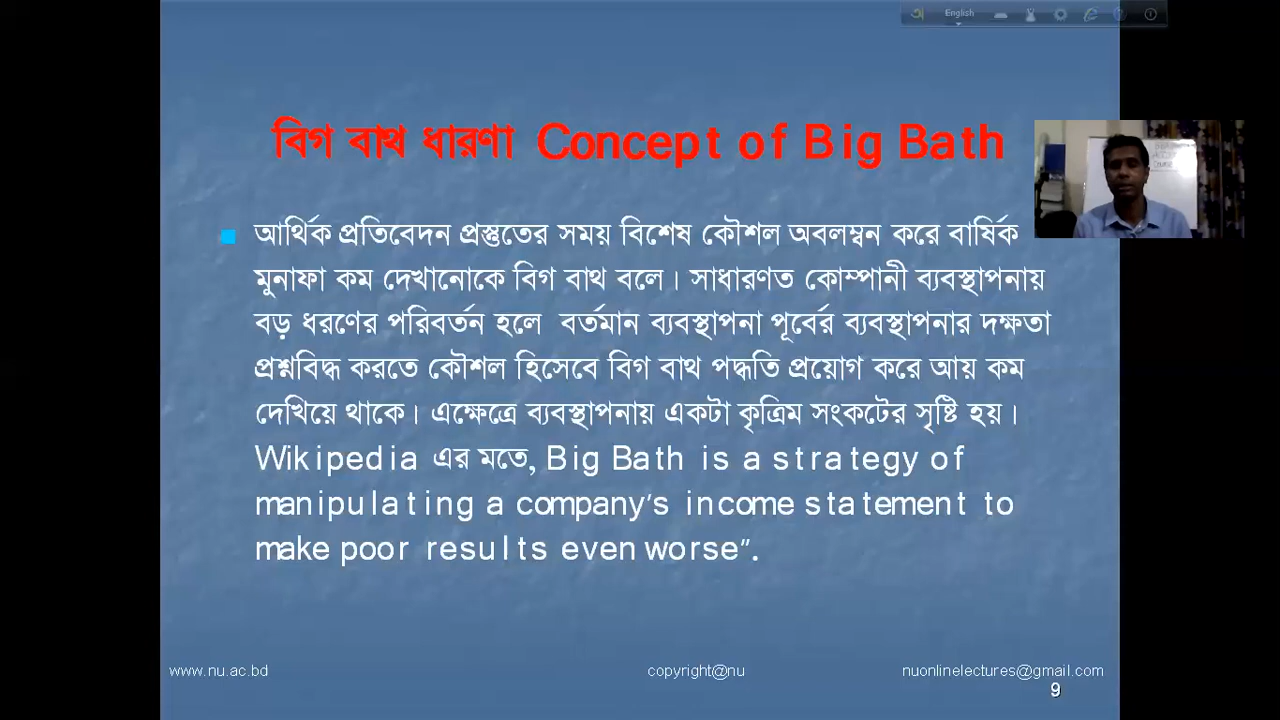 English
বিগ বাথ ধারণা Concept of Big Bath
আর্থিক প্রতিবেদন প্রস্তুতের সময় বিশেষ কৌশল অবলম্বন করে বার্ষিক
মুনাফা কম দেখানোকে বিগ বাথ বলে। সাধারণত কোম্পানী ব্যবস্থাপনায়
বড় ধরণের পরিবর্তন হলে বর্তমান ব্যবস্থাপনা পূর্বের ব্যবস্থাপনার দক্ষতা
প্রশ্নবিদ্ধ করতে কৌশল হিসেবে বিগ বাথ পদ্ধতি প্রয়োগ করে আয় কম
দেখিয়ে থাকে। এক্ষেত্রে ব্যবস্থাপনায় একটা কৃত্রিম সংকটের সৃষ্টি হয়।
Wikipedia এর মতে, Big Bath is a strategy of
manipulating a company's income statement to
make poor results even worse”.
www.nu.ac.bd
copyright@nu
nuonlinelectures@gmail.com
9